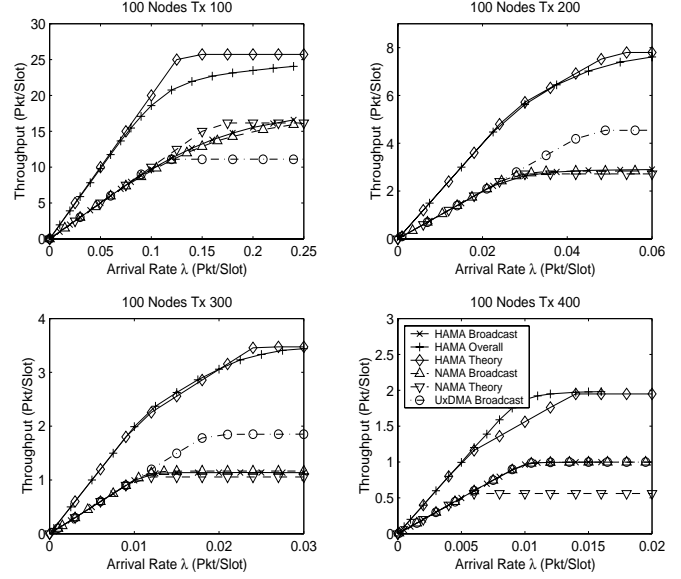 100 Nodes Tx 100
30
25
20
15
10
5
0
0 0.05 0.1 0.15 0.2 0.25
Throughput (Pkt/Slot)
Arrival Rate λ (Pkt/Slot)
100 Nodes Tx 200
8
6
4
2
0
0 0.02 0.04 0.06
Throughput (Pkt/Slot)
Arrival Rate λ (Pkt/Slot)
100 Nodes Tx 300
4
3
2
1
0
0 0.01 0.02 0.03
Throughput (Pkt/Slot)
Arrival Rate λ (Pkt/Slot)
100 Nodes Tx 400
3
2.5
2
1.5
1
0.5
0
0 0.005 0.01 0.015 0.02
Throughput (Pkt/Slot)
Arrival Rate λ (Pkt/Slot)
HAMA Broadcast
HAMA Overall
HAMA Theory
NAMA Broadcast
NAMA Theory
UxDMA Broadcast